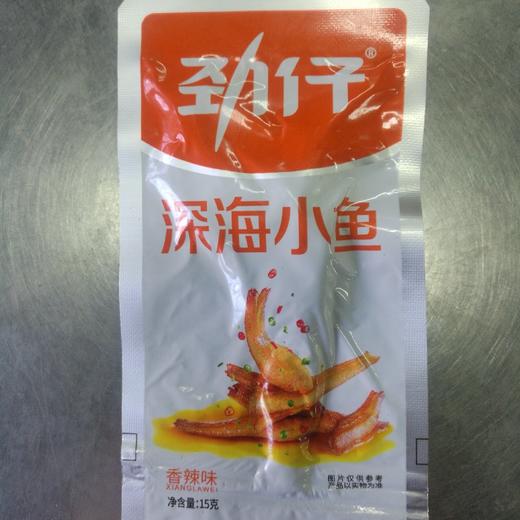 劲仔®
深海小鱼
香辣味
XIANGLAWEI
净含量:15克
图片仅供参考
产品以实物为准